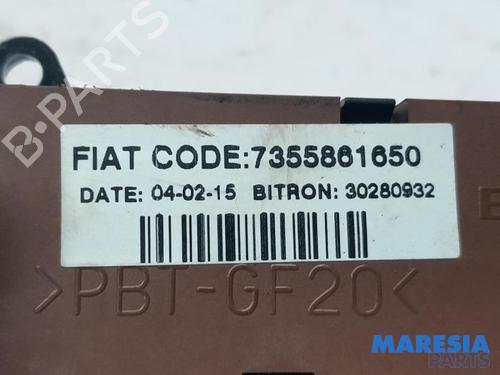 B-PARTS
FIAT CODE:7355861650
DATE: 04-02-15 BITRON: 30280932
>PBT-GF20<
MARESIA
Parts